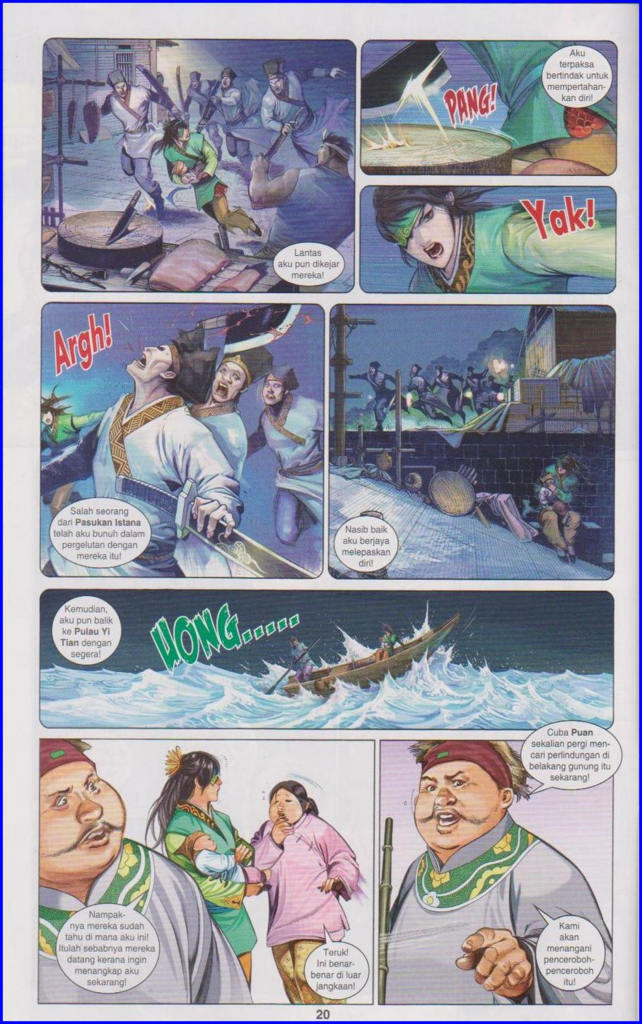 Lantas
aku pun dikejar
mereka!
Aku
terpaksa
bertindak untuk
mempertahan-
kan diri!
PANG!
Yak!
Argh!
Salah seorang
dari Pasukan Istana
telah aku bunuh dalam
pergelutan dengan
mereka itu!
Nasib baik
aku berjaya
melepaskan
diri!
Kemudian,
aku pun balik
ke Pulau Yi
Tian dengan
segera!
UONG.....
Nampak-
nya mereka sudah
tahu di mana aku ini!
Itulah sebabnya mereka
datang kerana ingin
menangkap aku
sekarang!
Teruk!
Ini benar-
benar di luar
jangkaan!
Cuba Puan
sekalian pergi men-
cari perlindungan di
belakang gunung itu
sekarang!
Kami
akan
menangani
penceroboh-
penceroboh
itu!
20